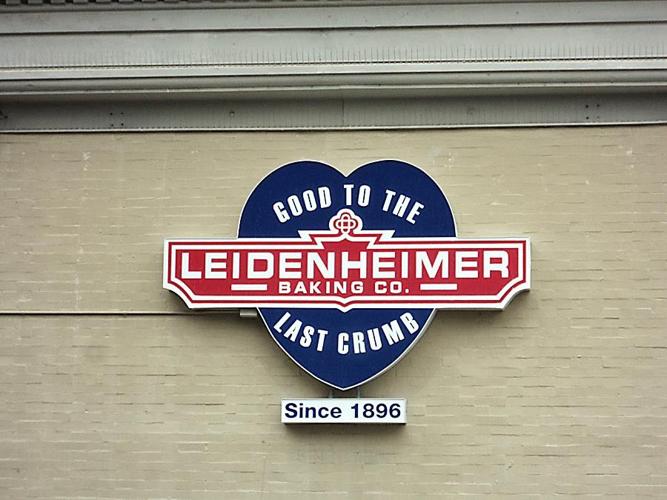 GOOD TO THE
LEIDENHEIMER
BAKING CO.
LAST CRUMB
Since 1896